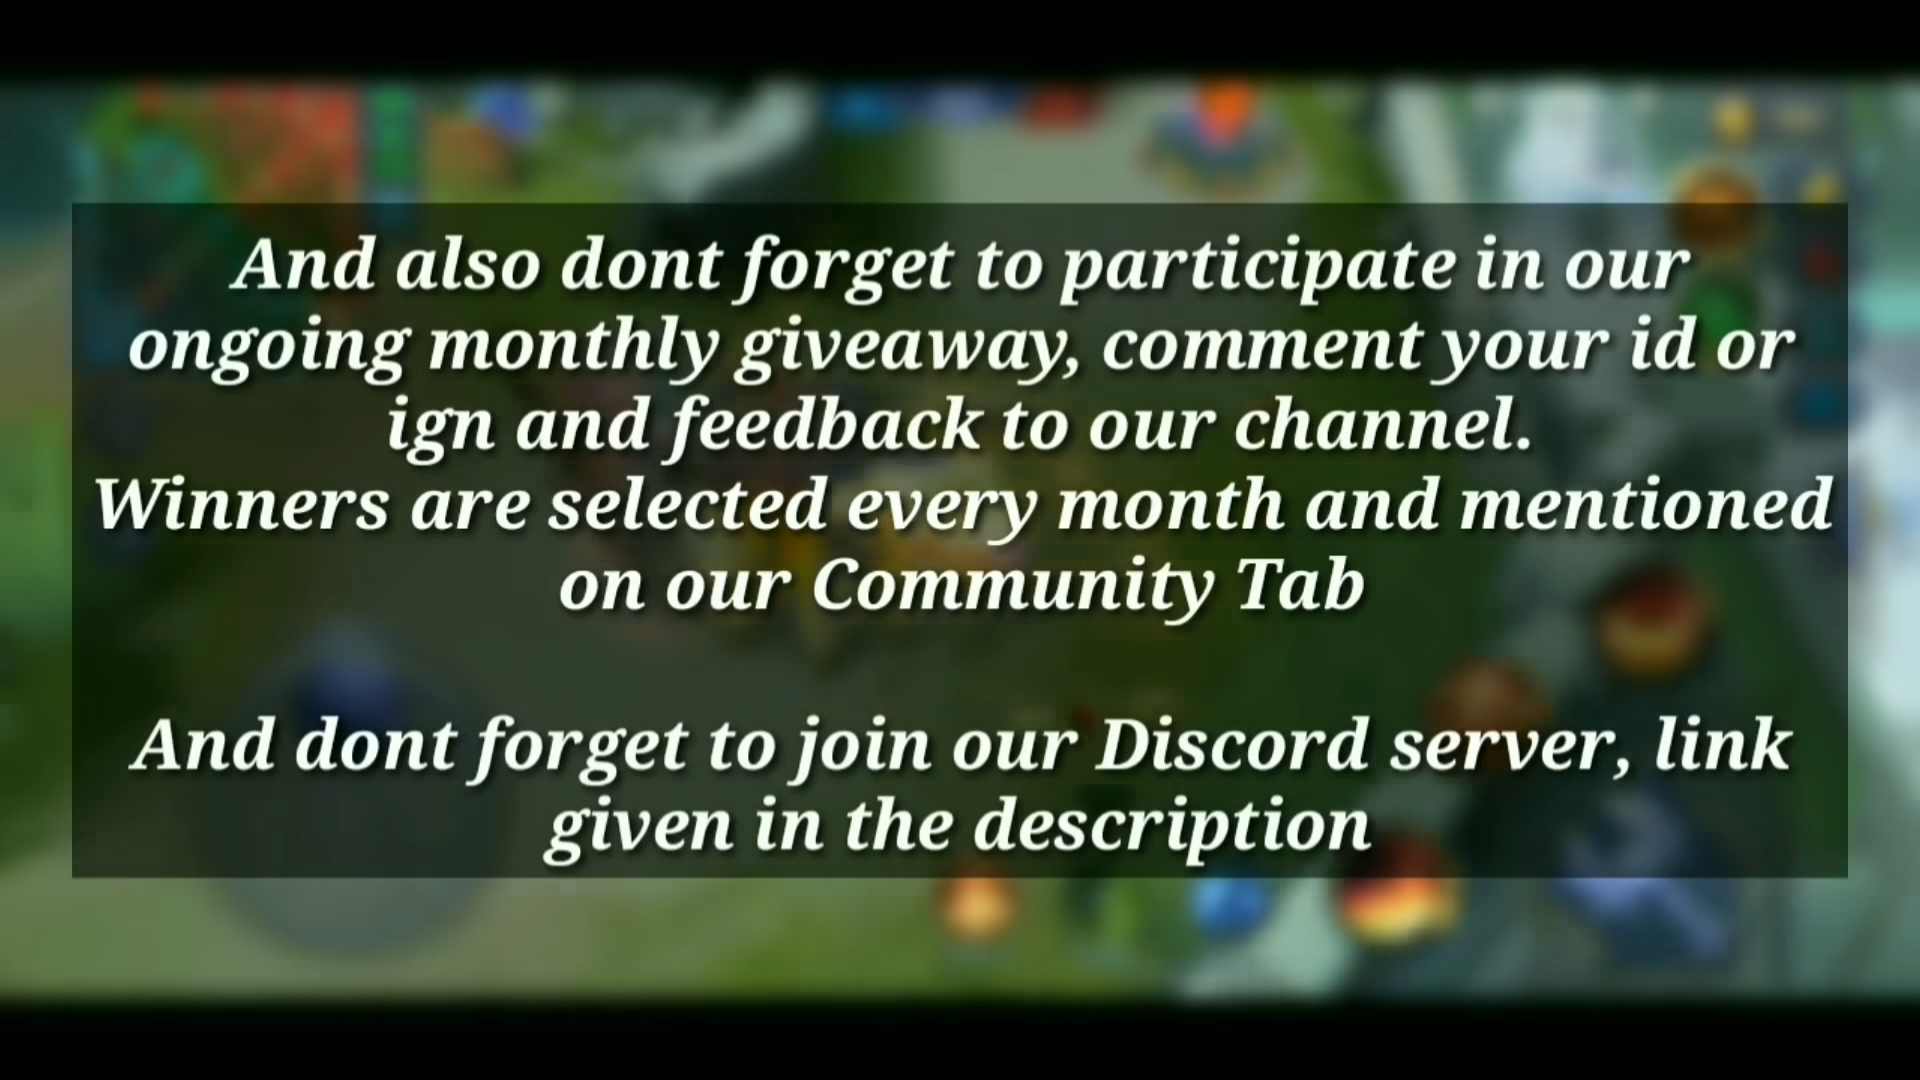 And also dont forget to participate in our
ongoing monthly giveaway, comment your id or
ign and feedback to our channel.
Winners are selected every month and mentioned
on our Community Tab
And dont forget to join our Discord server, link
given in the description